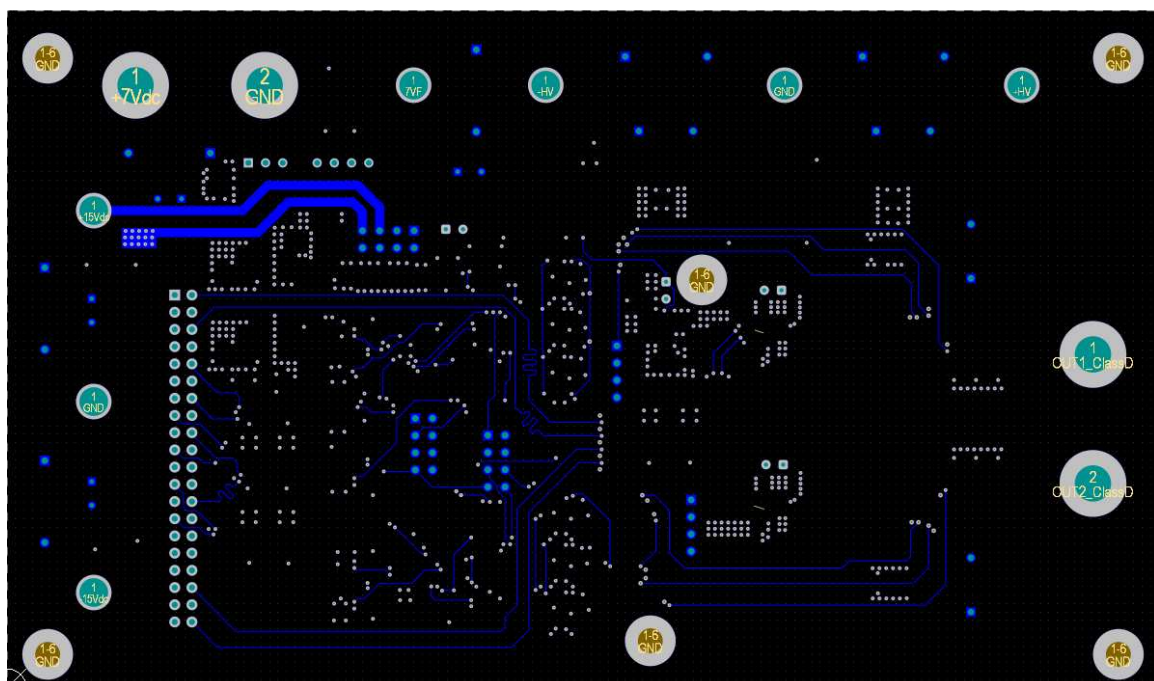 1-6
GND
1
+7Vdc
2
GND
1
7VF
1
-HV
1
GND
1
+HV
1-6
GND
1
+15Vdc
1-6
GND
1
OUT1_ClassD
1
GND
2
OUT2_ClassD
1
-15Vdc
1-6
GND
1-6
GND
1-6
GND